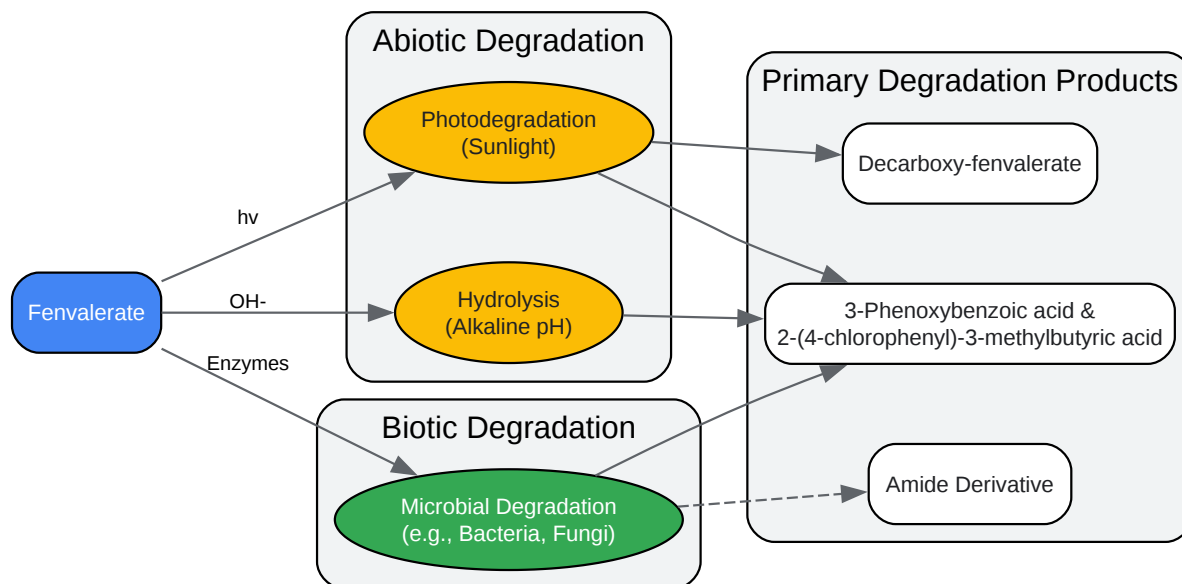 Abiotic Degradation
Primary Degradation Products
Photodegradation
(Sunlight)
Decarboxy-fenvalerate
hv
Fenvalerate
OH-
Hydrolysis
(Alkaline pH)
3-Phenoxybenzoic acid &
2-(4-chlorophenyl)-3-methylbutyric acid
Enzymes
Biotic Degradation
Microbial Degradation
(e.g., Bacteria, Fungi)
Amide Derivative